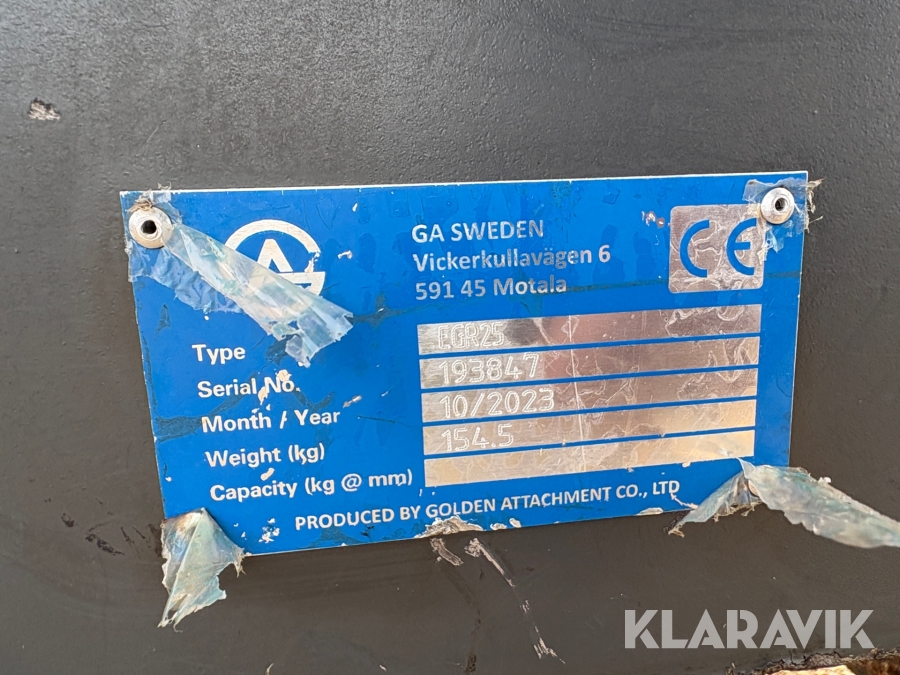 GA SWEDEN
Vickerkullavägen 6
591 45 Motala
CE
Type EGR25
Serial No. 193847
Month / Year 10/2023
Weight (kg) 154.5
Capacity (kg @ mm)
PRODUCED BY GOLDEN ATTACHMENT CO., LTD
KLARAVIK